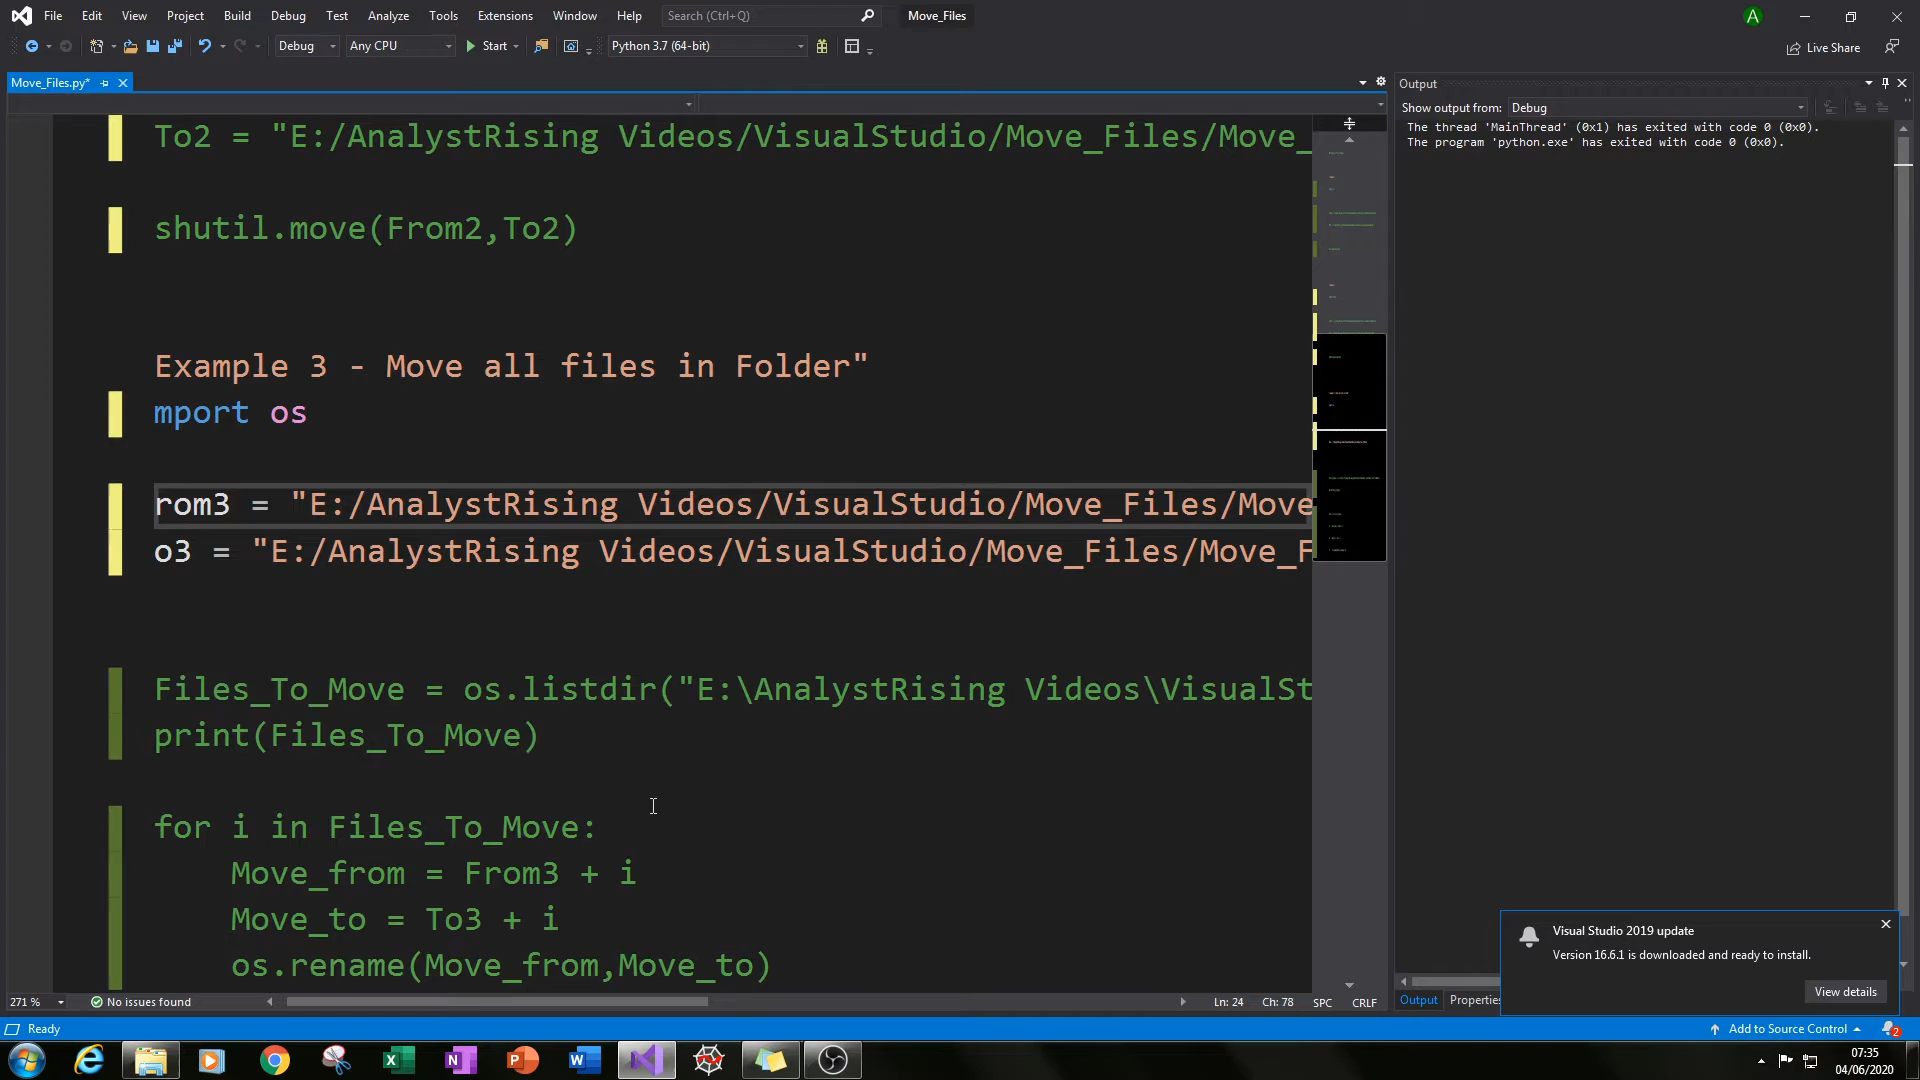 File Edit View Project Build Debug Test Analyze Tools Extensions Window Help Search (Ctrl+Q) Move_Files A
Debug Any CPU Start Python 3.7 (64-bit) Live Share
Move_Files.py*
Output
Show output from: Debug
The thread 'MainThread' (0x1) has exited with code 0 (0x0).
The program 'python.exe' has exited with code 0 (0x0).
To2 = "E:/AnalystRising Videos/VisualStudio/Move_Files/Move_
shutil.move(From2,To2)
Example 3 - Move all files in Folder"
mport os
rom3 = "E:/AnalystRising Videos/VisualStudio/Move_Files/Move
o3 = "E:/AnalystRising Videos/VisualStudio/Move_Files/Move_F
Files_To_Move = os.listdir("E:\AnalystRising Videos\VisualSt
print(Files_To_Move)
for i in Files_To_Move:
Move_from = From3 + i
Move_to = To3 + i
os.rename(Move_from,Move_to)
Visual Studio 2019 update
Version 16.6.1 is downloaded and ready to install.
View details
271 % No issues found Ln: 24 Ch: 78 SPC CRLF
Output Properties
Ready Add to Source Control 2
07:35
04/06/2020